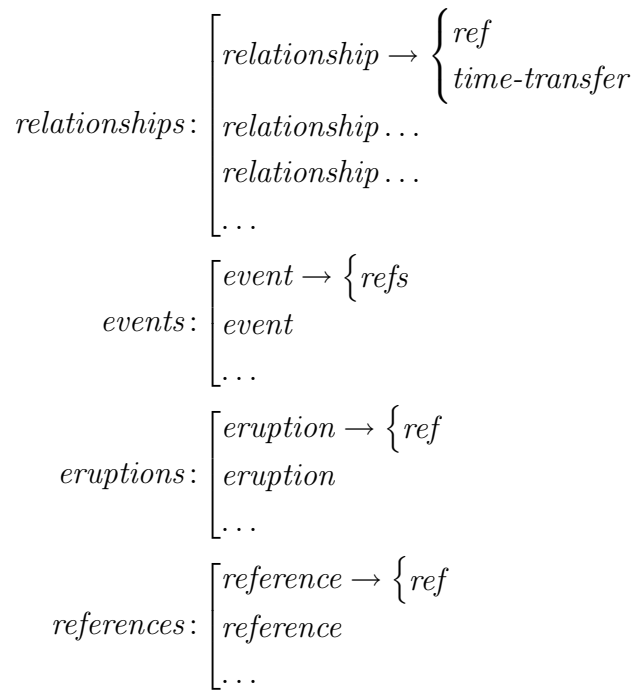 relationships: relationship → ref
time-transfer
relationship ...
relationship ...
...
events: event → refs
event
...
eruptions: eruption → ref
eruption
...
references: reference → ref
reference
...